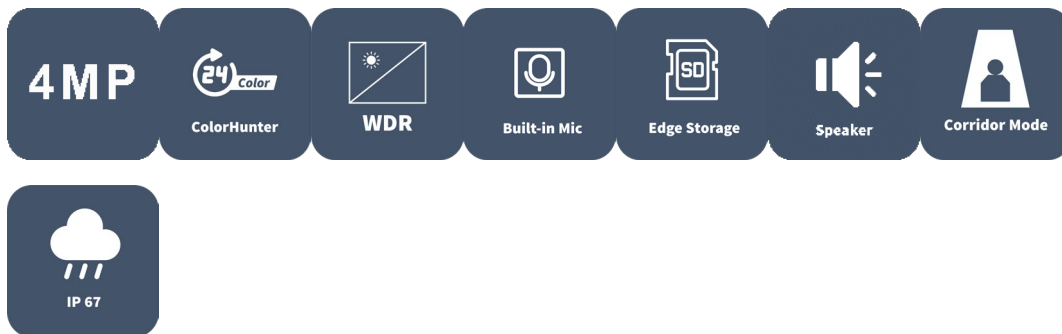 4MP
24 Color
ColorHunter
WDR
Built-in Mic
SD
Edge Storage
Speaker
Corridor Mode
IP 67